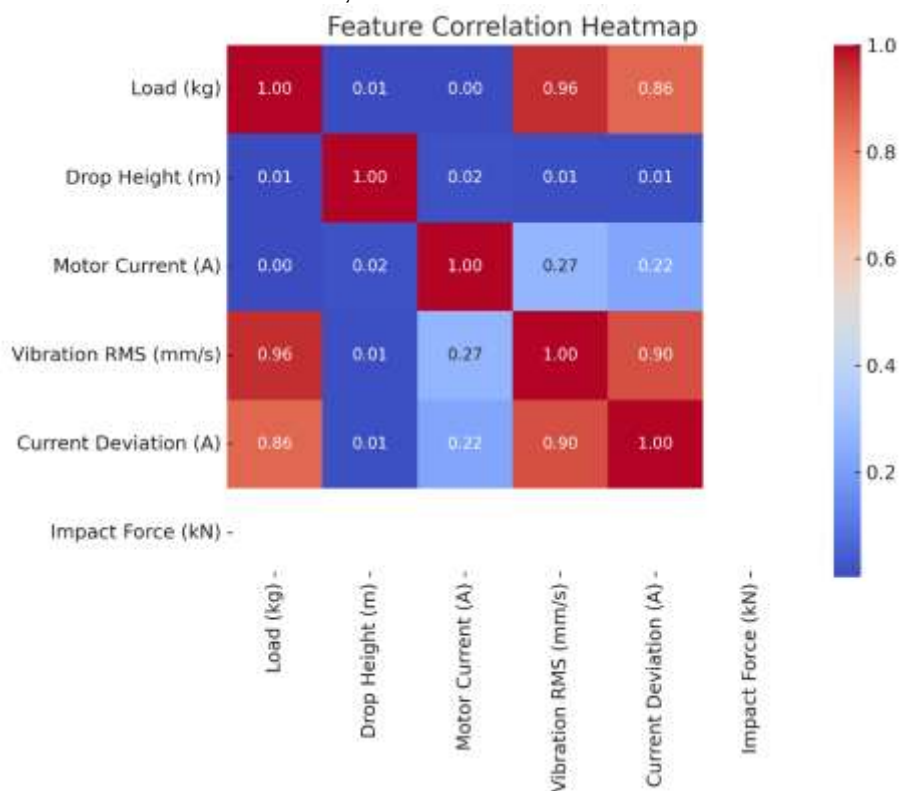 Feature Correlation Heatmap
Load (kg) 1.00 0.01 0.00 0.96 0.86
Drop Height (m) 0.01 1.00 0.02 0.01 0.01
Motor Current (A) 0.00 0.02 1.00 0.27 0.22
Vibration RMS (mm/s) 0.96 0.01 0.27 1.00 0.90
Current Deviation (A) 0.86 0.01 0.22 0.90 1.00
Impact Force (kN)
Load (kg)
Drop Height (m)
Motor Current (A)
Vibration RMS (mm/s)
Current Deviation (A)
Impact Force (kN)
1.0
0.8
0.6
0.4
0.2